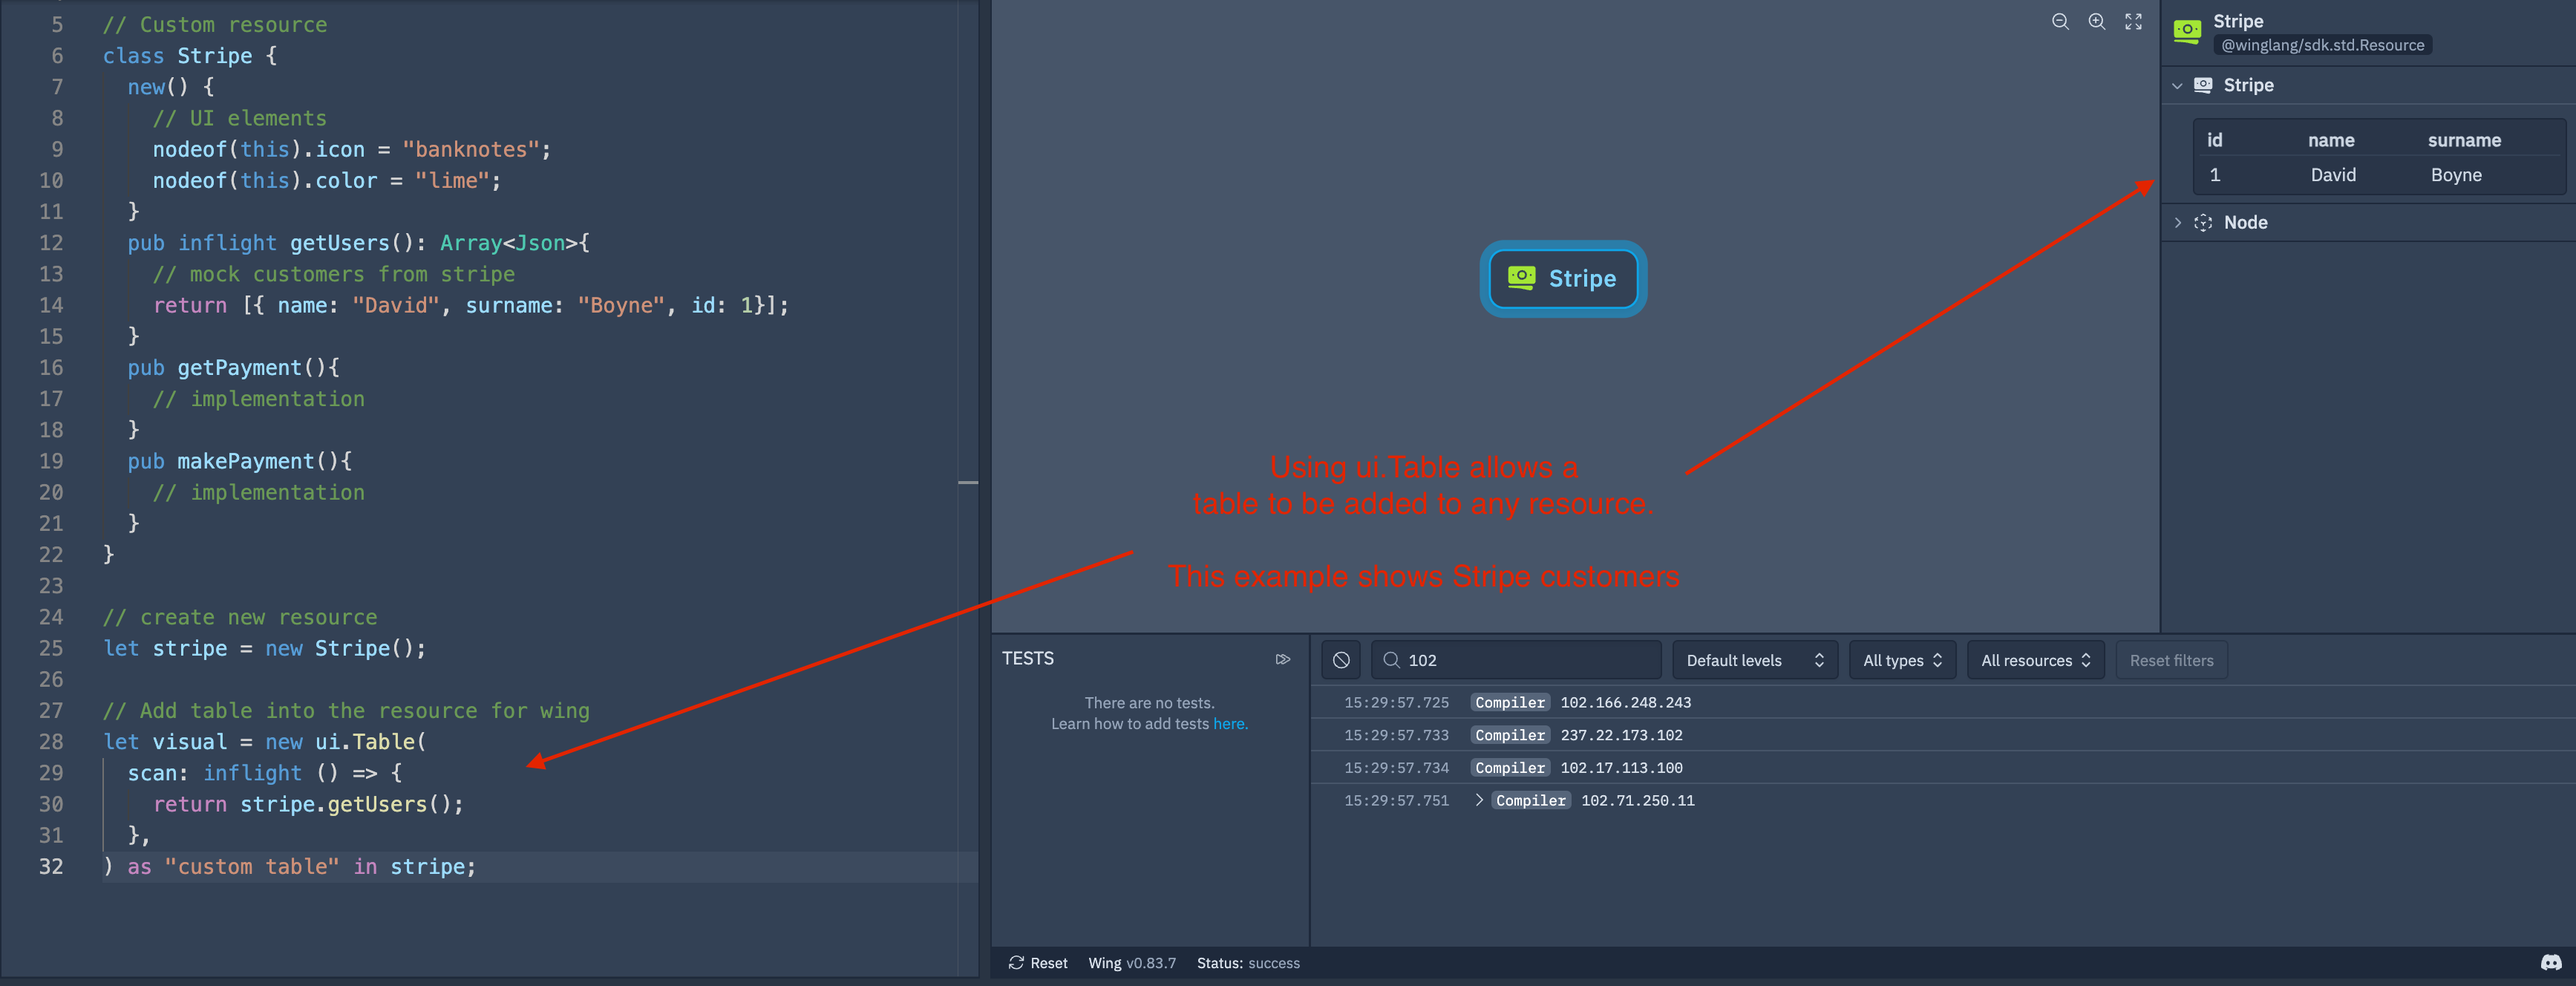 5 // Custom resource
6 class Stripe {
7 new() {
8 // UI elements
9 nodeof(this).icon = "banknotes";
10 nodeof(this).color = "lime";
11 }
12 pub inflight getUsers(): Array<Json>{
13 // mock customers from stripe
14 return [{ name: "David", surname: "Boyne", id: 1}];
15 }
16 pub getPayment(){
17 // implementation
18 }
19 pub makePayment(){
20 // implementation
21 }
22 }
23
24 // create new resource
25 let stripe = new Stripe();
26
27 // Add table into the resource for wing
28 let visual = new ui.Table(
29 scan: inflight () => {
30 return stripe.getUsers();
31 },
32 ) as "custom table" in stripe;
Stripe
Using ui.Table allows a
table to be added to any resource.
This example shows Stripe customers
Stripe
@winglang/sdk.std.Resource
Stripe
id name surname
1 David Boyne
Node
TESTS
There are no tests.
Learn how to add tests here.
102 Default levels All types All resources Reset filters
15:29:57.725 Compiler 102.166.248.243
15:29:57.733 Compiler 237.22.173.102
15:29:57.734 Compiler 102.17.113.100
15:29:57.751 Compiler 102.71.250.11
Reset Wing v0.83.7 Status: success